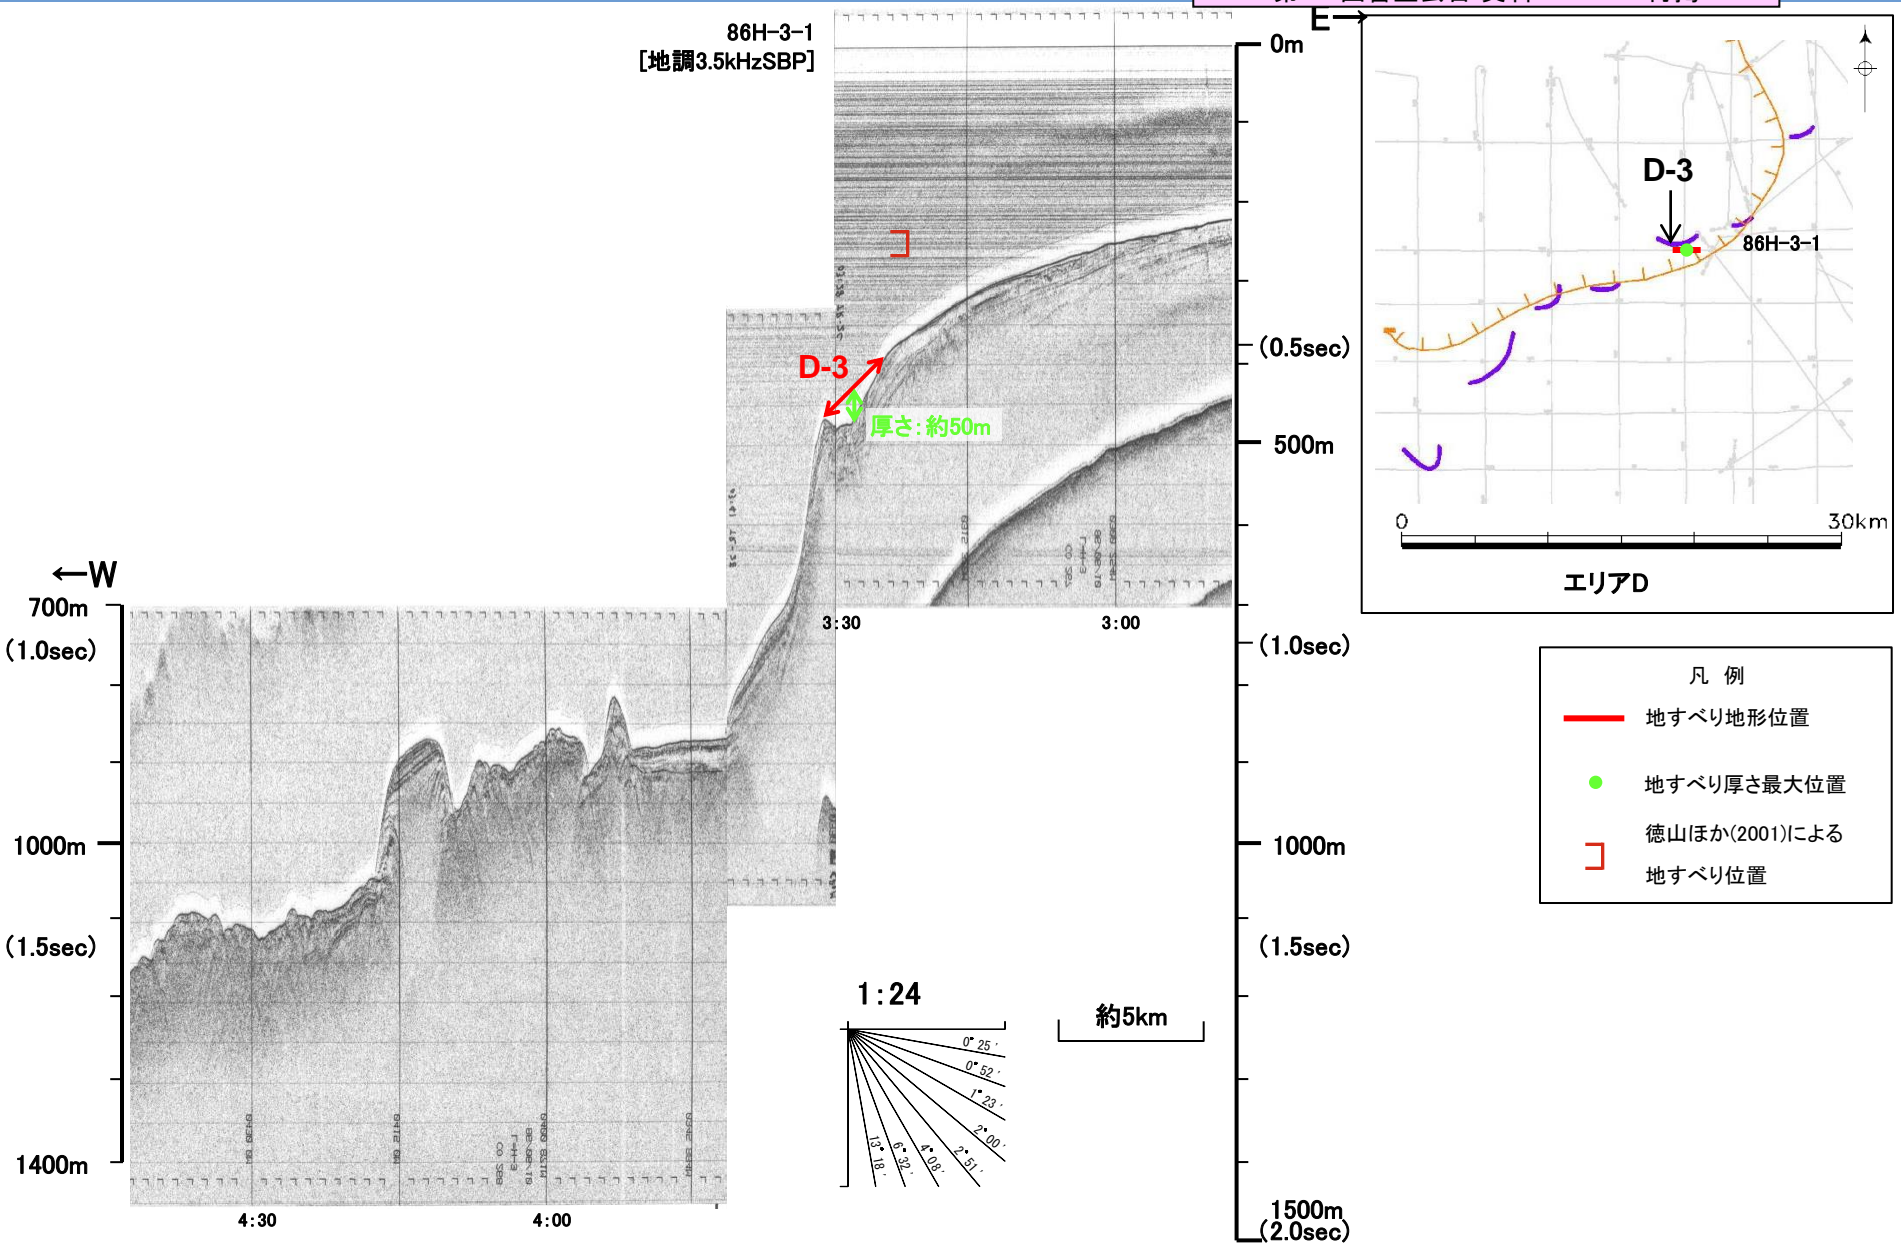 86H-3-1
[地調3.5kHzSBP]
E→
0m
(0.5sec)
500m
(1.0sec)
1000m
(1.5sec)
1500m
(2.0sec)
D-3
厚さ：約50m
3:30
3:00
←W
700m
(1.0sec)
1000m
(1.5sec)
1400m
4:30
4:00
1:24
0°25′
0°52′
1°23′
2°00′
2°51′
4°08′
6°32′
13°18′
約5km
D-3
86H-3-1
0
30km
エリアD
凡 例
地すべり地形位置
地すべり厚さ最大位置
徳山ほか(2001)による
地すべり位置